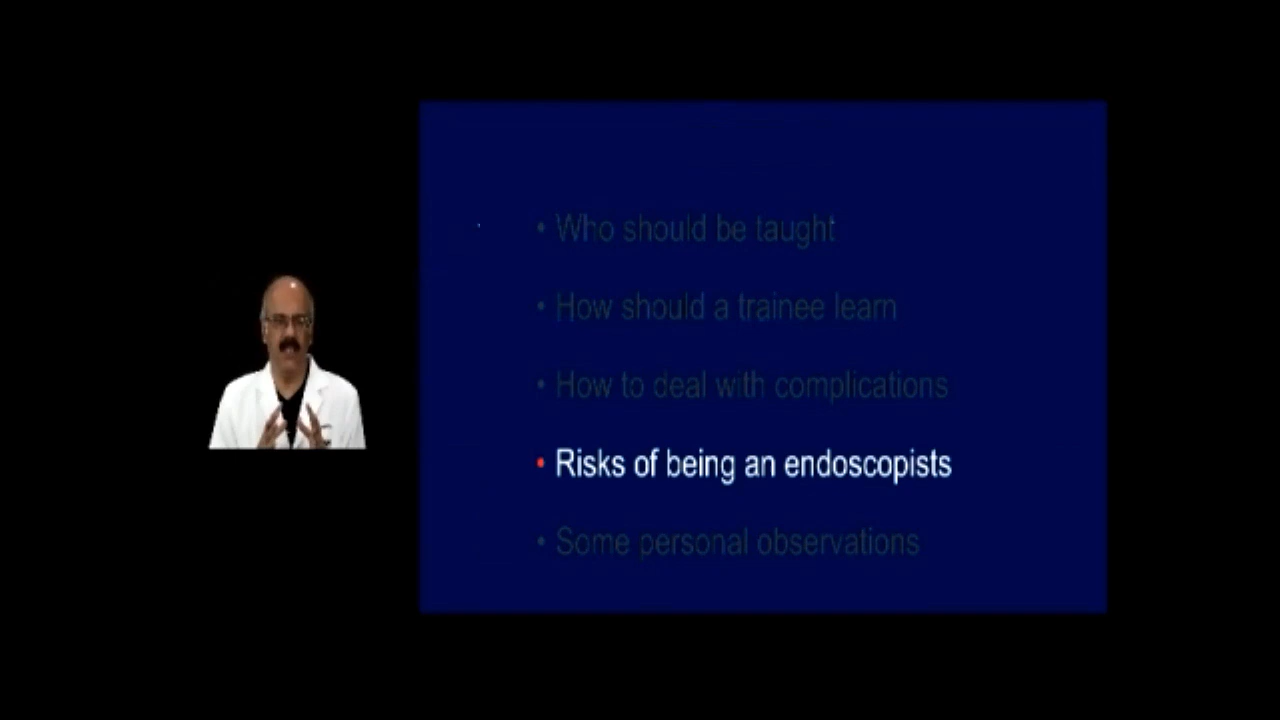 • Who should be taught
• How should a trainee learn
• How to deal with complications
• Risks of being an endoscopists
• Some personal observations